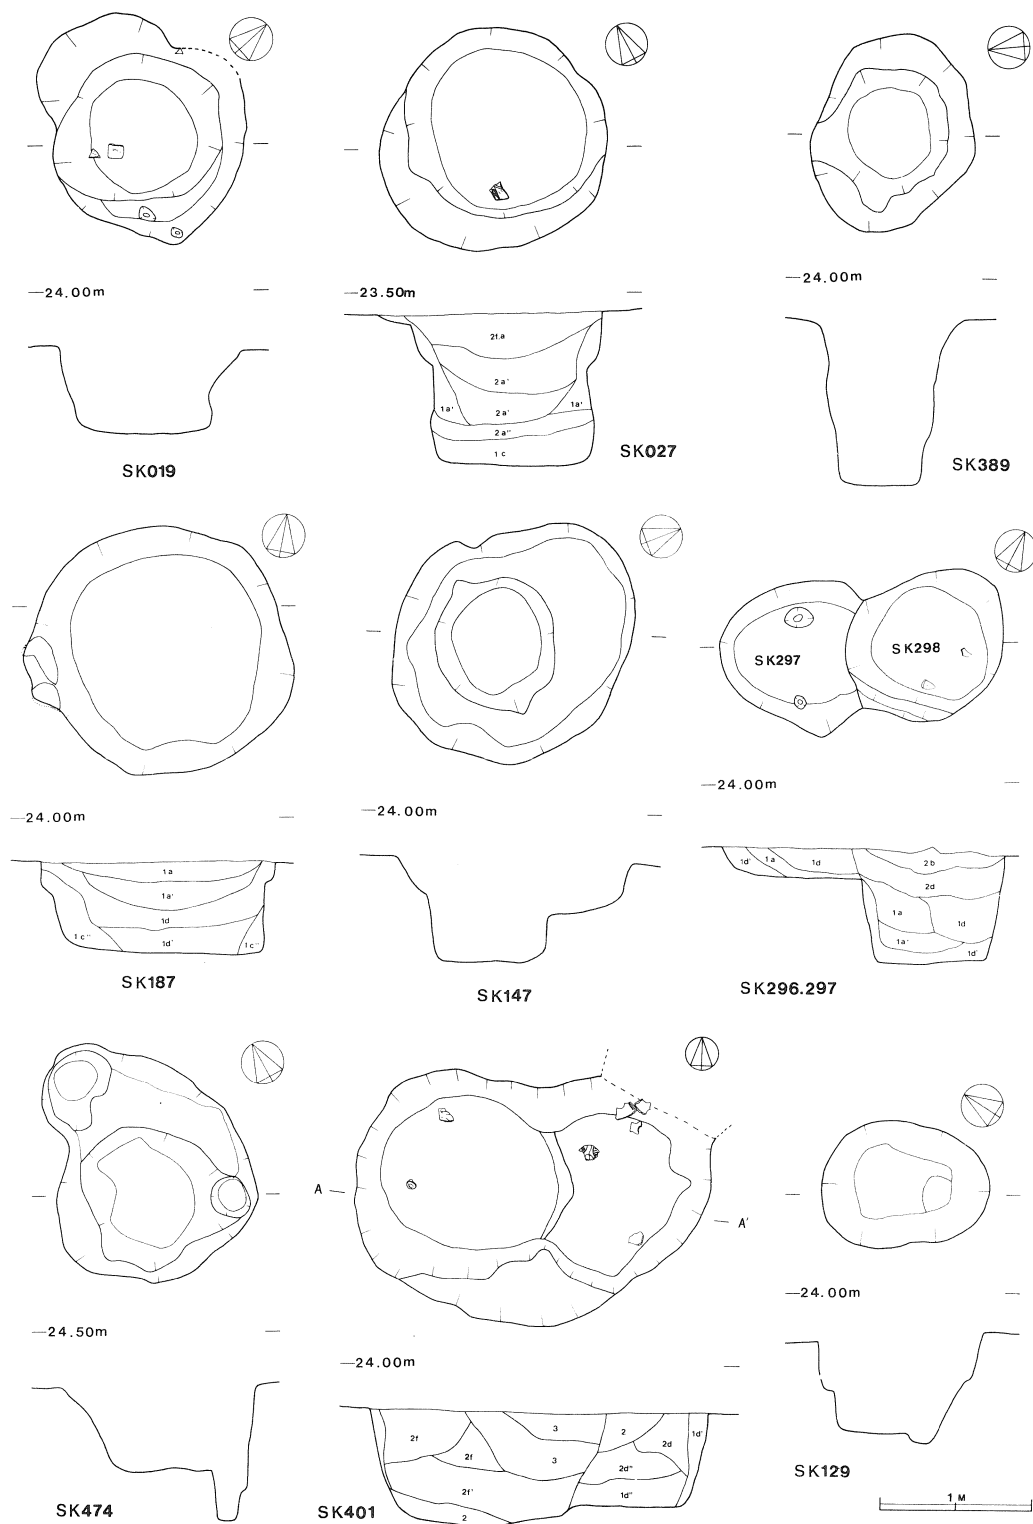 —24.00m
SK019
—23.50m
2f.a
2a'
1a'
2a'
1a'
2a''
1c
SK027
—24.00m
SK389
—24.00m
1a
1a'
1d
1c''
1d'
1c''
SK187
—24.00m
SK147
SK297
SK298
—24.00m
1d'
1a
1d
2b
2d
1a
1d
1a'
1d'
SK296.297
—24.50m
SK474
A
A'
—24.00m
2f
3
2
1d'
2d
2f
3
2d''
2f'
1d''
2
SK401
—24.00m
SK129
1 M